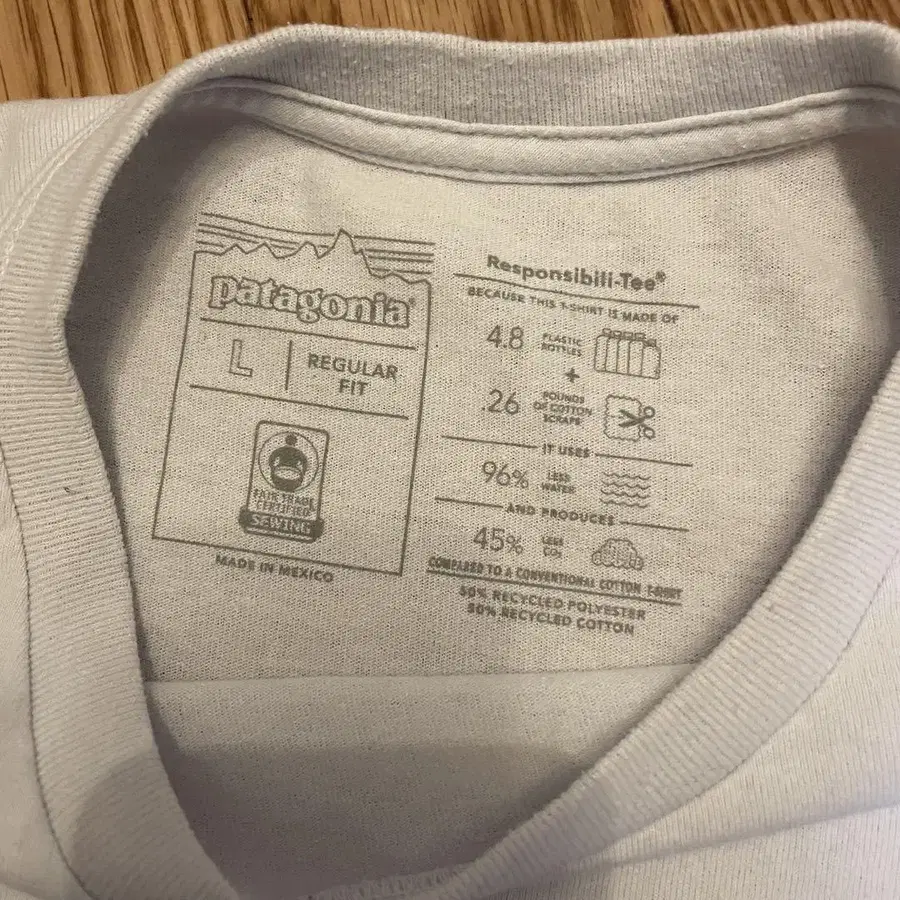 patagonia®
L
REGULAR
FIT
FAIR TRADE
CERTIFIED
SEWING
MADE IN MEXICO
Responsibili-Tee®
BECAUSE THIS T-SHIRT IS MADE OF
4.8 PLASTIC
BOTTLES
+
.26 POUNDS
OF COTTON
SCRAPS
IT USES
96% LESS
WATER
AND PRODUCES
45% LESS
CO₂
COMPARED TO A CONVENTIONAL COTTON T-SHIRT
50% RECYCLED POLYESTER
50% RECYCLED COTTON